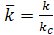 k̄ = k/k_c